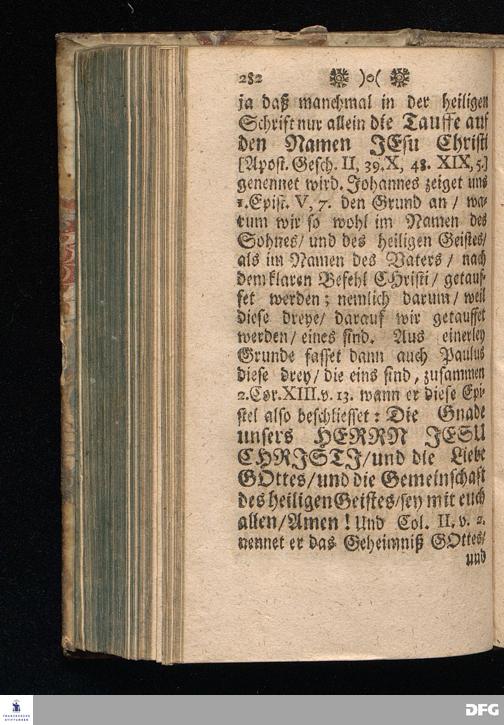 282 )o(
ja daß manchmal in der heiligen
Schrift nur allein die Tauffe auf
den Namen JEsu Christi
[Apost. Gesch. II, 39. X, 48. XIX, 5.]
genennet wird. Johannes zeiget uns
1. Epist. V, 7. den Grund an / wa-
rum wir so wohl im Namen des
Sohnes / und des heiligen Geistes /
als im Namen des Vaters / nach
dem klaren Befehl CHristi / getauf-
fet werden; nemlich darum / weil
diese dreye / darauf wir getauffet
werden / eines sind. Aus einerley
Grunde fasset dann auch Paulus
diese drey / die eins sind, zusammen
2. Cor. XIII. v. 13. wann er diese Epi-
stel also beschliesset: Die Gnade
unsers HERRN JESU
CHRISTI / und die Liebe
GOttes / und die Gemeinschaft
des heiligen Geistes / sey mit euch
allen / Amen! Und Col. II, v. 2.
nennet er das Geheimniß GOttes /
und
FRANCKESCHE
STIFTUNGEN
DFG